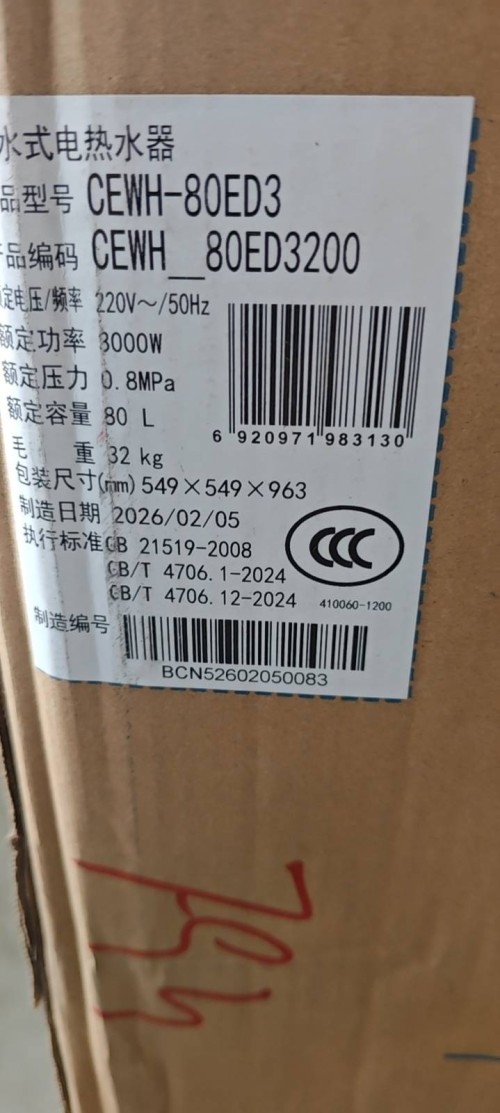 水式电热水器
品型号 CEWH-80ED3
品编码 CEWH__80ED3200
定电压/频率 220V～/50Hz
额定功率 3000W
额定压力 0.8MPa
额定容量 80 L
毛 重 32 kg
包装尺寸(mm) 549×549×963
制造日期 2026/02/05
执行标准GB 21519-2008
GB/T 4706.1-2024
GB/T 4706.12-2024
6 920971 983130
CCC
410060-1200
制造编号
BCN52602050083